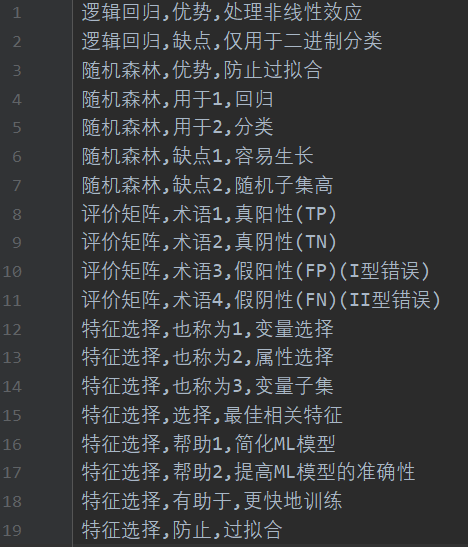 1 逻辑回归,优势,处理非线性效应
2 逻辑回归,缺点,仅用于二进制分类
3 随机森林,优势,防止过拟合
4 随机森林,用于1,回归
5 随机森林,用于2,分类
6 随机森林,缺点1,容易生长
7 随机森林,缺点2,随机子集高
8 评价矩阵,术语1,真阳性(TP)
9 评价矩阵,术语2,真阴性(TN)
10 评价矩阵,术语3,假阳性(FP)(I型错误)
11 评价矩阵,术语4,假阴性(FN)(II型错误)
12 特征选择,也称为1,变量选择
13 特征选择,也称为2,属性选择
14 特征选择,也称为3,变量子集
15 特征选择,选择,最佳相关特征
16 特征选择,帮助1,简化ML模型
17 特征选择,帮助2,提高ML模型的准确性
18 特征选择,有助于,更快地训练
19 特征选择,防止,过拟合